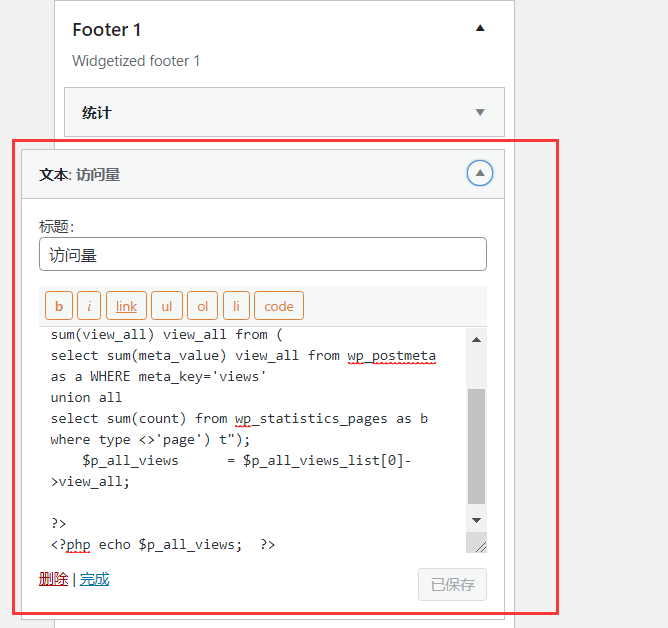 Footer 1
Widgetized footer 1
统计
文本: 访问量
标题：
访问量
b i link ul ol li code
sum(view_all) view_all from (
select sum(meta_value) view_all from wp_postmeta
as a WHERE meta_key='views'
union all
select sum(count) from wp_statistics_pages as b
where type <>'page') t");
    $p_all_views      = $p_all_views_list[0]-
>view_all;
?>
<?php echo $p_all_views;  ?>
删除 | 完成
已保存